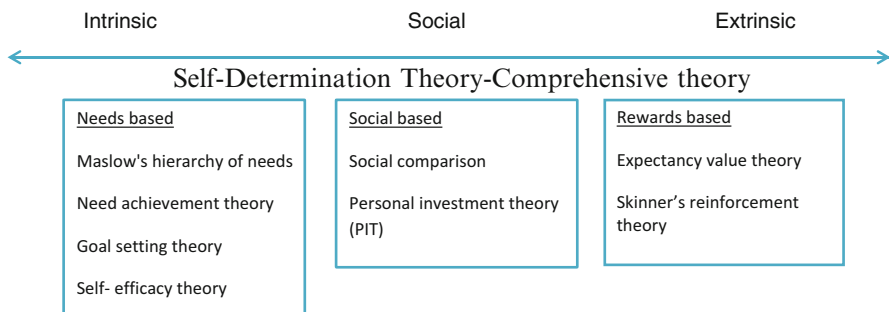 Intrinsic Social Extrinsic
Self-Determination Theory-Comprehensive theory
Needs based
Maslow's hierarchy of needs
Need achievement theory
Goal setting theory
Self- efficacy theory
Social based
Social comparison
Personal investment theory
(PIT)
Rewards based
Expectancy value theory
Skinner’s reinforcement
theory